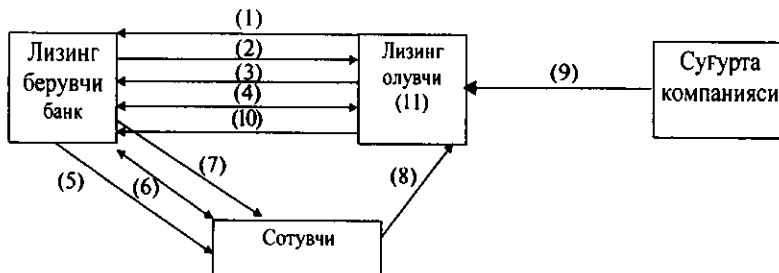 (1)
(2)
(3)
(4)
(10)
Лизинг
берувчи
банк
Лизинг
олувчи
(11)
(9)
Суғурта
компанияси
(5)
(6)
(7)
(8)
Сотувчи